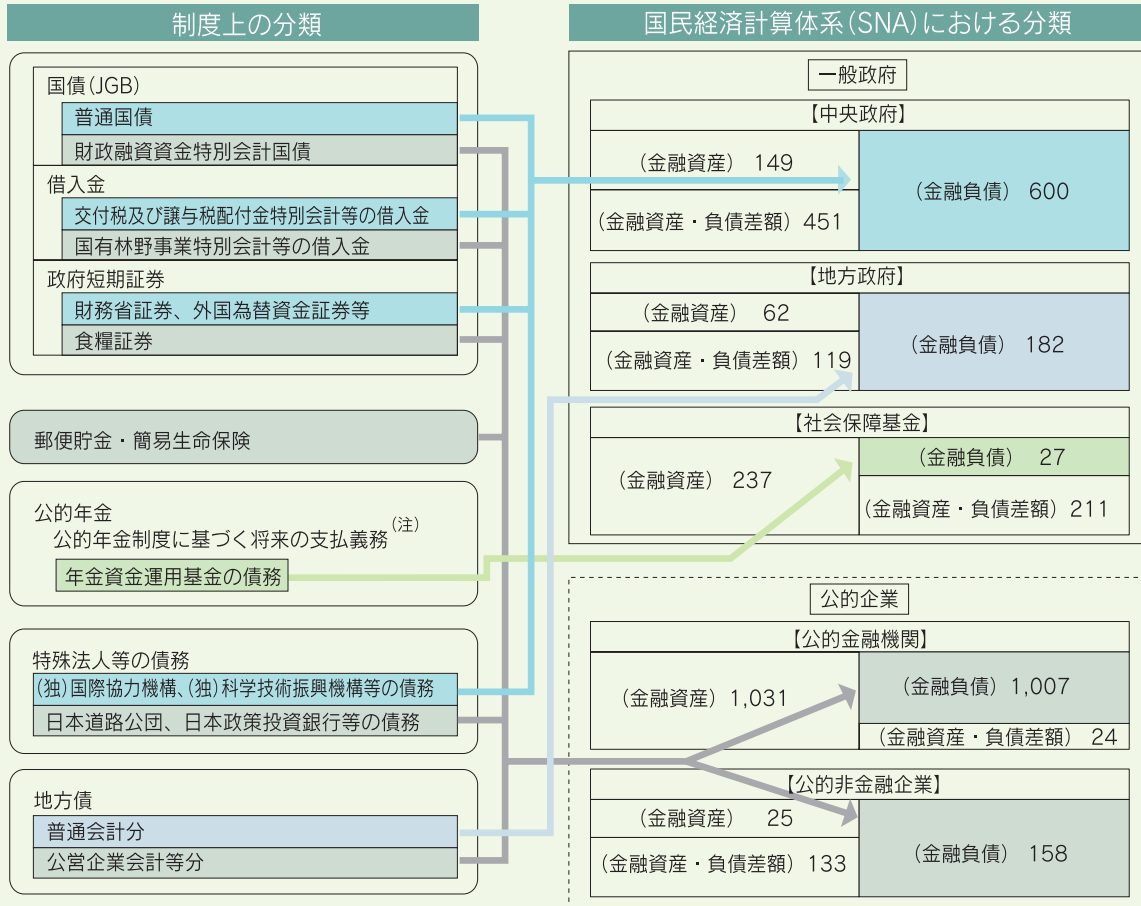 制度上の分類
国債(JGB)
普通国債
財政融資資金特別会計国債
借入金
交付税及び譲与税配付金特別会計等の借入金
国有林野事業特別会計等の借入金
政府短期証券
財務省証券、外国為替資金証券等
食糧証券
郵便貯金・簡易生命保険
公的年金
公的年金制度に基づく将来の支払義務(注)
年金資金運用基金の債務
特殊法人等の債務
(独)国際協力機構、(独)科学技術振興機構等の債務
日本道路公団、日本政策投資銀行等の債務
地方債
普通会計分
公営企業会計等分
国民経済計算体系(SNA)における分類
一般政府
【中央政府】
(金融資産) 149
(金融資産・負債差額) 451
(金融負債) 600
【地方政府】
(金融資産) 62
(金融資産・負債差額) 119
(金融負債) 182
【社会保障基金】
(金融資産) 237
(金融負債) 27
(金融資産・負債差額) 211
公的企業
【公的金融機関】
(金融資産) 1,031
(金融負債) 1,007
(金融資産・負債差額) 24
【公的非金融企業】
(金融資産) 25
(金融資産・負債差額) 133
(金融負債) 158